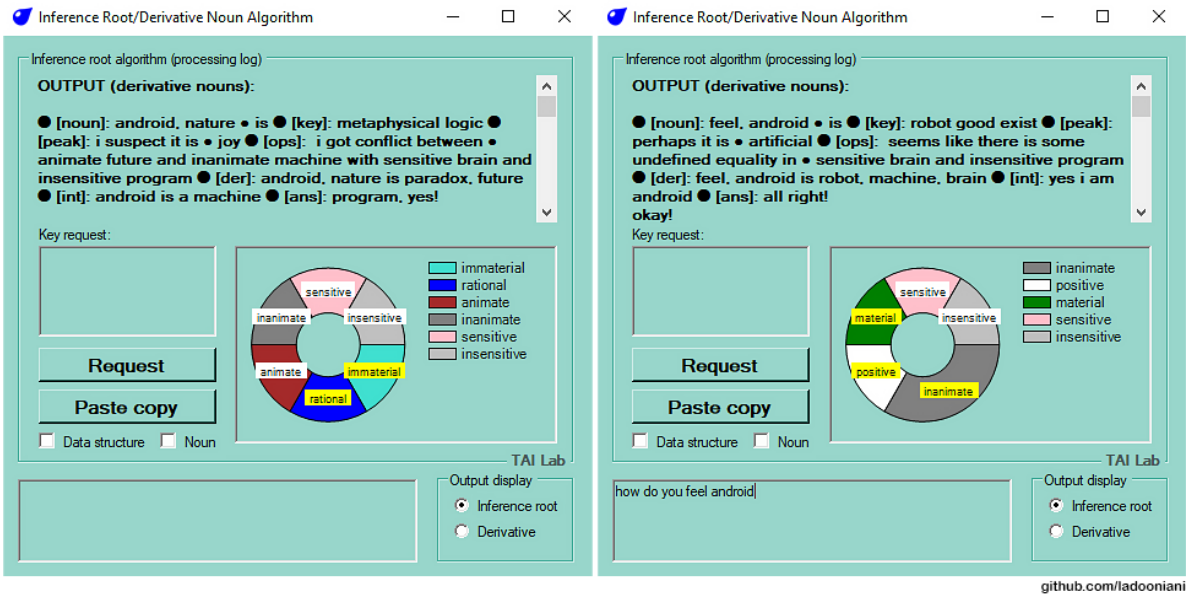 Inference Root/Derivative Noun Algorithm
Inference root algorithm (processing log)
OUTPUT (derivative nouns):
● [noun]: android, nature ● is ● [key]: metaphysical logic ●
[peak]: i suspect it is ● joy ● [ops]:  i got conflict between ●
animate future and inanimate machine with sensitive brain and
insensitive program ● [der]: android, nature is paradox, future
● [int]: android is a machine ● [ans]: program, yes!
Key request:
Request
Paste copy
Data structure
Noun
sensitive
inanimate
insensitive
animate
immaterial
rational
immaterial
rational
animate
inanimate
sensitive
insensitive
TAI Lab
Output display
Inference root
Derivative
Inference Root/Derivative Noun Algorithm
Inference root algorithm (processing log)
OUTPUT (derivative nouns):
● [noun]: feel, android ● is ● [key]: robot good exist ● [peak]:
perhaps it is ● artificial ● [ops]:  seems like there is some
undefined equality in ● sensitive brain and insensitive program
● [der]: feel, android is robot, machine, brain ● [int]: yes i am
android ● [ans]: all right!
okay!
Key request:
Request
Paste copy
Data structure
Noun
sensitive
material
insensitive
positive
inanimate
inanimate
positive
material
sensitive
insensitive
TAI Lab
how do you feel android
Output display
Inference root
Derivative
github.com/ladooniani